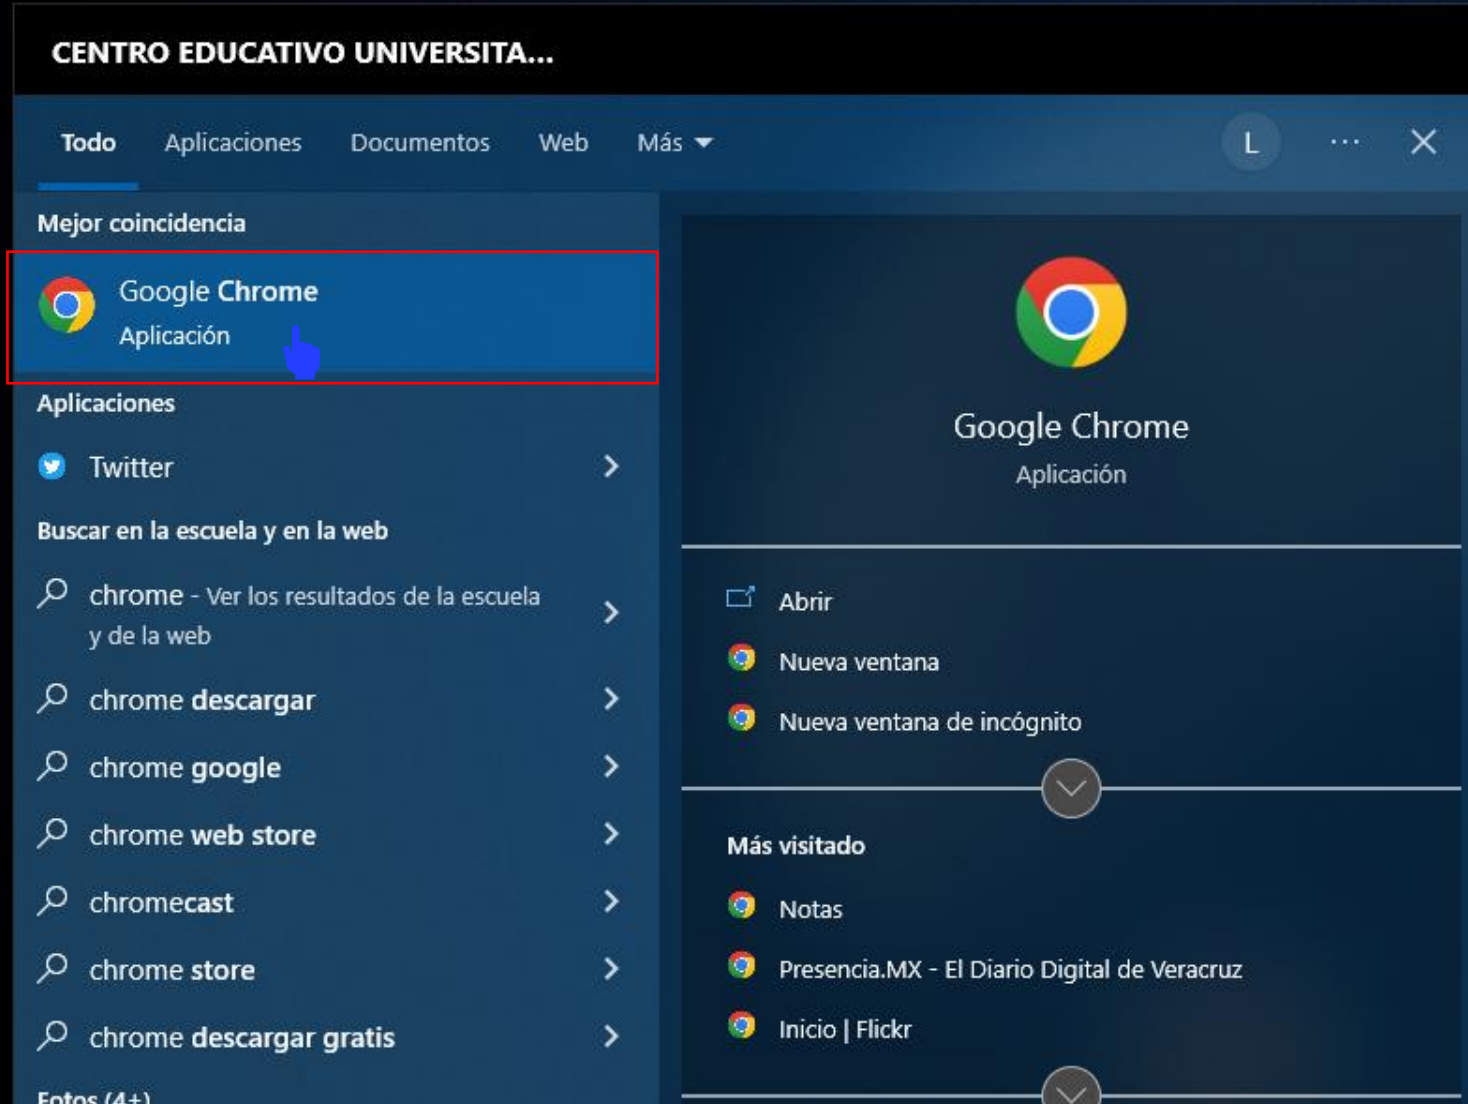 CENTRO EDUCATIVO UNIVERSITA...
Todo Aplicaciones Documentos Web Más L ...
Mejor coincidencia
Google Chrome
Aplicación
Aplicaciones
Twitter
Buscar en la escuela y en la web
chrome - Ver los resultados de la escuela
y de la web
chrome descargar
chrome google
chrome web store
chromecast
chrome store
chrome descargar gratis
Fotos (4+)
Google Chrome
Aplicación
Abrir
Nueva ventana
Nueva ventana de incógnito
Más visitado
Notas
Presencia.MX - El Diario Digital de Veracruz
Inicio | Flickr